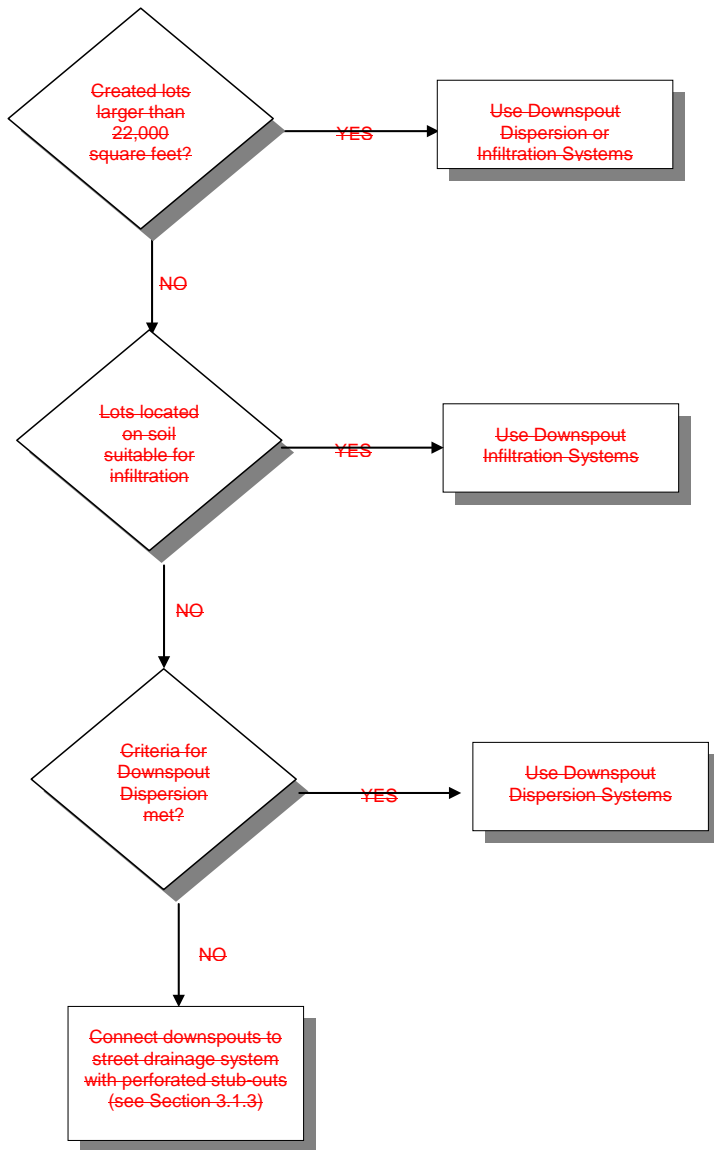 Created lots
larger than
22,000
square feet?
YES
Use Downspout
Dispersion or
Infiltration Systems
NO
Lots located
on soil
suitable for
infiltration
YES
Use Downspout
Infiltration Systems
NO
Criteria for
Downspout
Dispersion
met?
YES
Use Downspout
Dispersion Systems
NO
Connect downspouts to
street drainage system
with perforated stub-outs
(see Section 3.1.3)